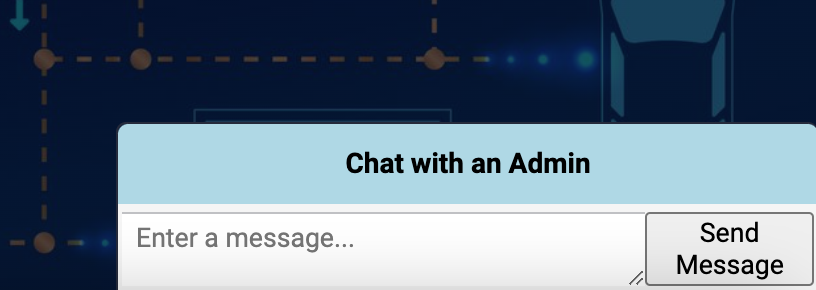 Chat with an Admin
Enter a message...
Send
Message